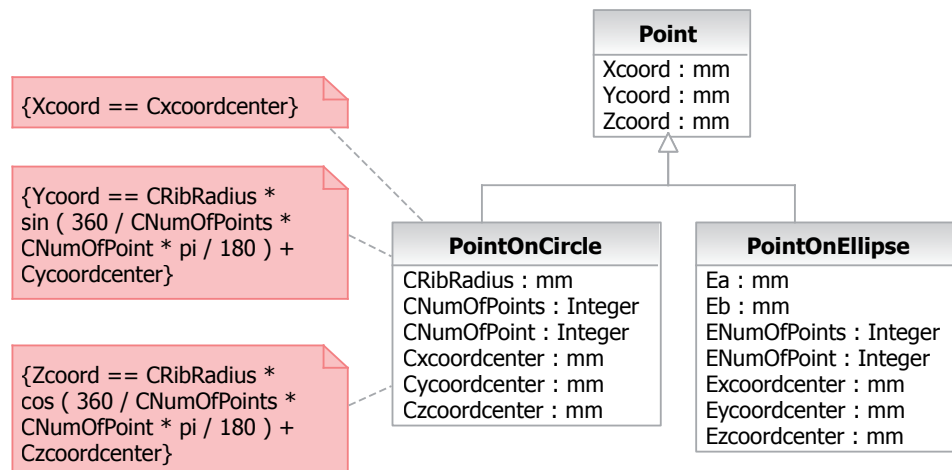 Point
Xcoord : mm
Ycoord : mm
Zcoord : mm
{Xcoord == Cxcoordcenter}
{Ycoord == CRibRadius *
sin ( 360 / CNumOfPoints *
CNumOfPoint * pi / 180 ) +
Cycoordcenter}
{Zcoord == CRibRadius *
cos ( 360 / CNumOfPoints *
CNumOfPoint * pi / 180 ) +
Czcoordcenter}
PointOnCircle
CRibRadius : mm
CNumOfPoints : Integer
CNumOfPoint : Integer
Cxcoordcenter : mm
Cycoordcenter : mm
Czcoordcenter : mm
PointOnEllipse
Ea : mm
Eb : mm
ENumOfPoints : Integer
ENumOfPoint : Integer
Excoordcenter : mm
Eycoordcenter : mm
Ezcoordcenter : mm